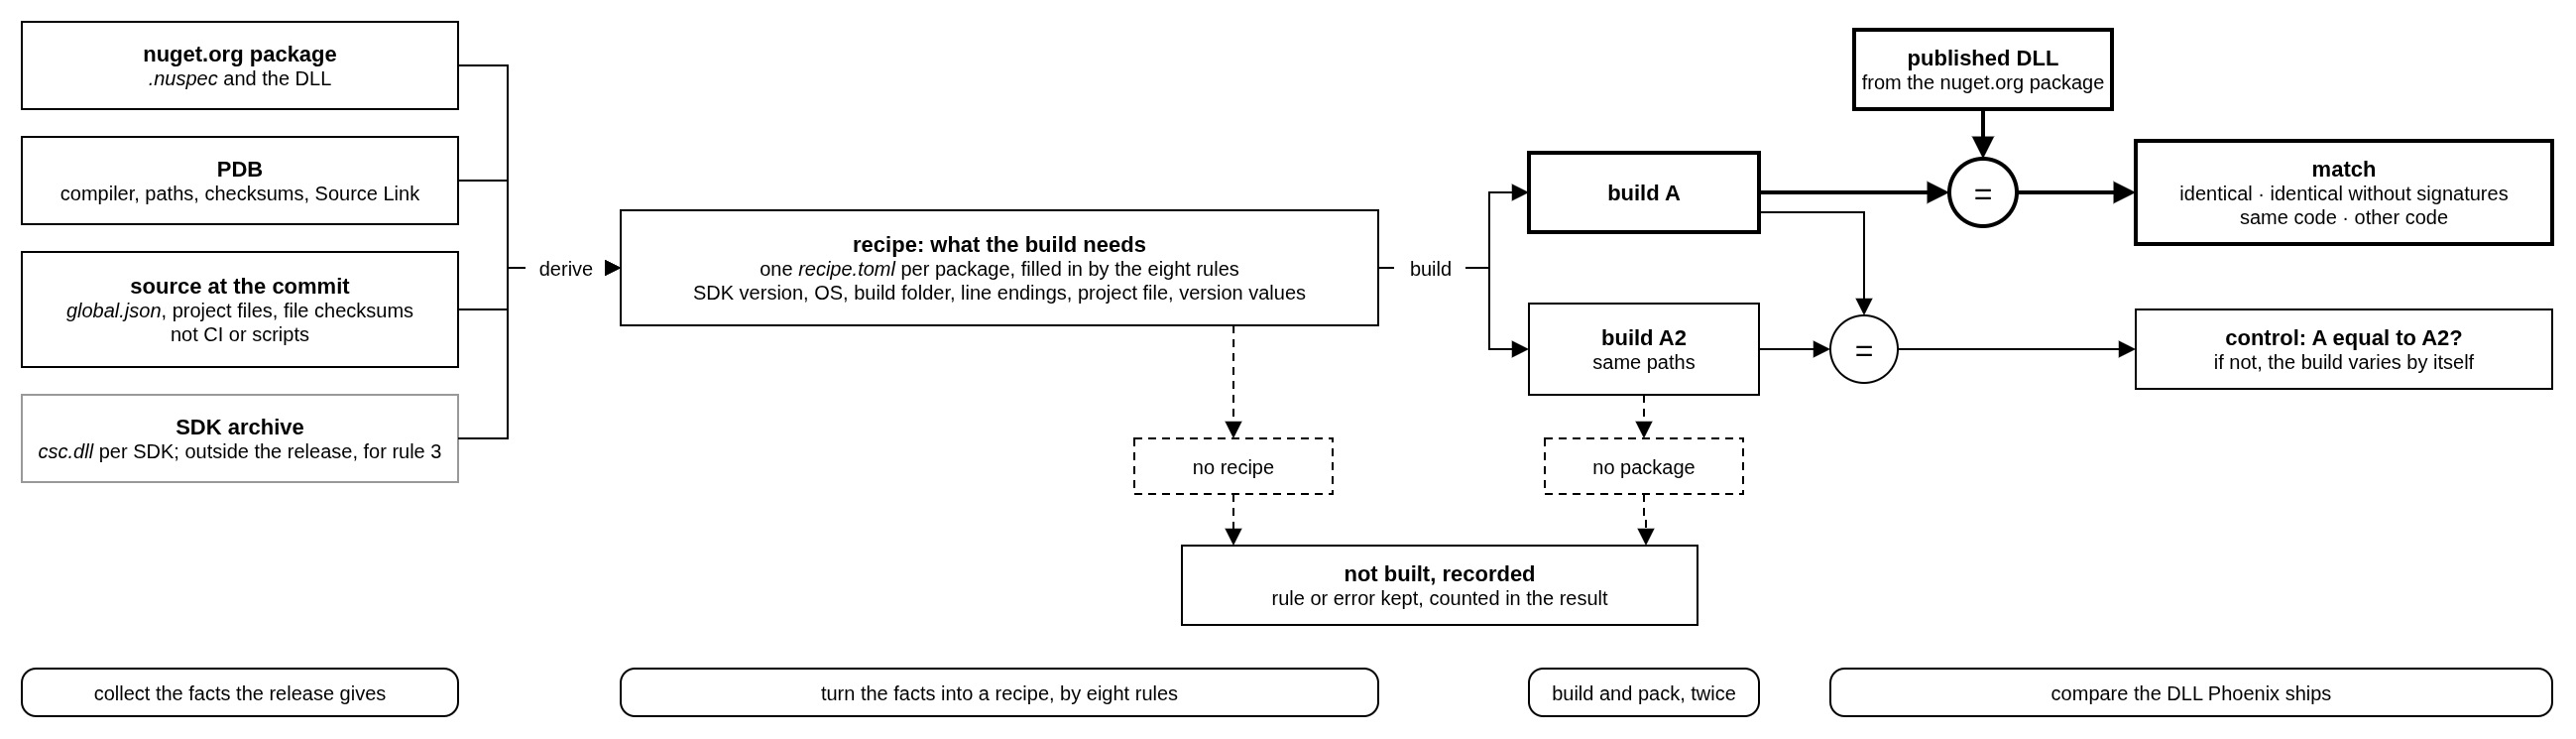 nuget.org package
.nuspec and the DLL
PDB
compiler, paths, checksums, Source Link
source at the commit
global.json, project files, file checksums
not CI or scripts
SDK archive
csc.dll per SDK; outside the release, for rule 3
derive
recipe: what the build needs
one recipe.toml per package, filled in by the eight rules
SDK version, OS, build folder, line endings, project file, version values
build
build A
build A2
same paths
published DLL
from the nuget.org package
=
match
identical · identical without signatures
same code · other code
=
control: A equal to A2?
if not, the build varies by itself
no recipe
no package
not built, recorded
rule or error kept, counted in the result
collect the facts the release gives
turn the facts into a recipe, by eight rules
build and pack, twice
compare the DLL Phoenix ships